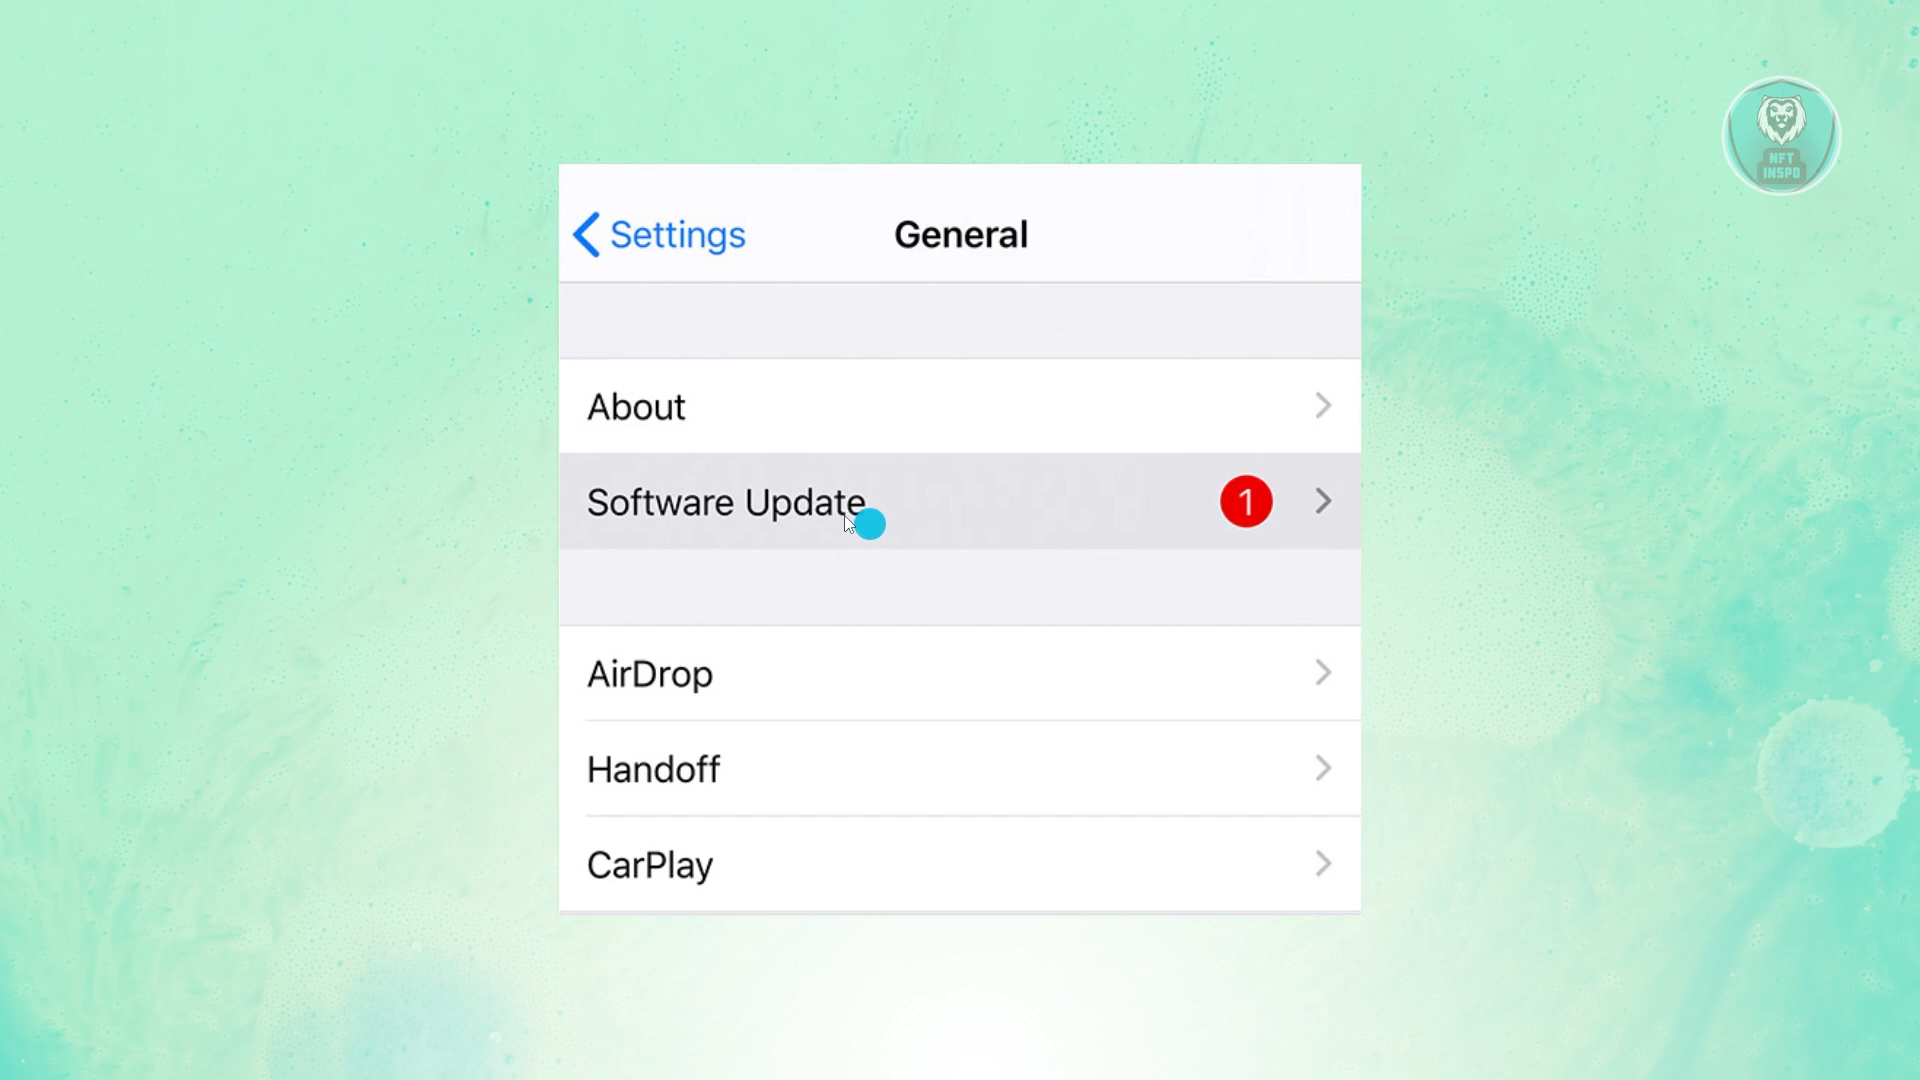 NFT
INSPO
Settings
General
About
Software Update
1
AirDrop
Handoff
CarPlay